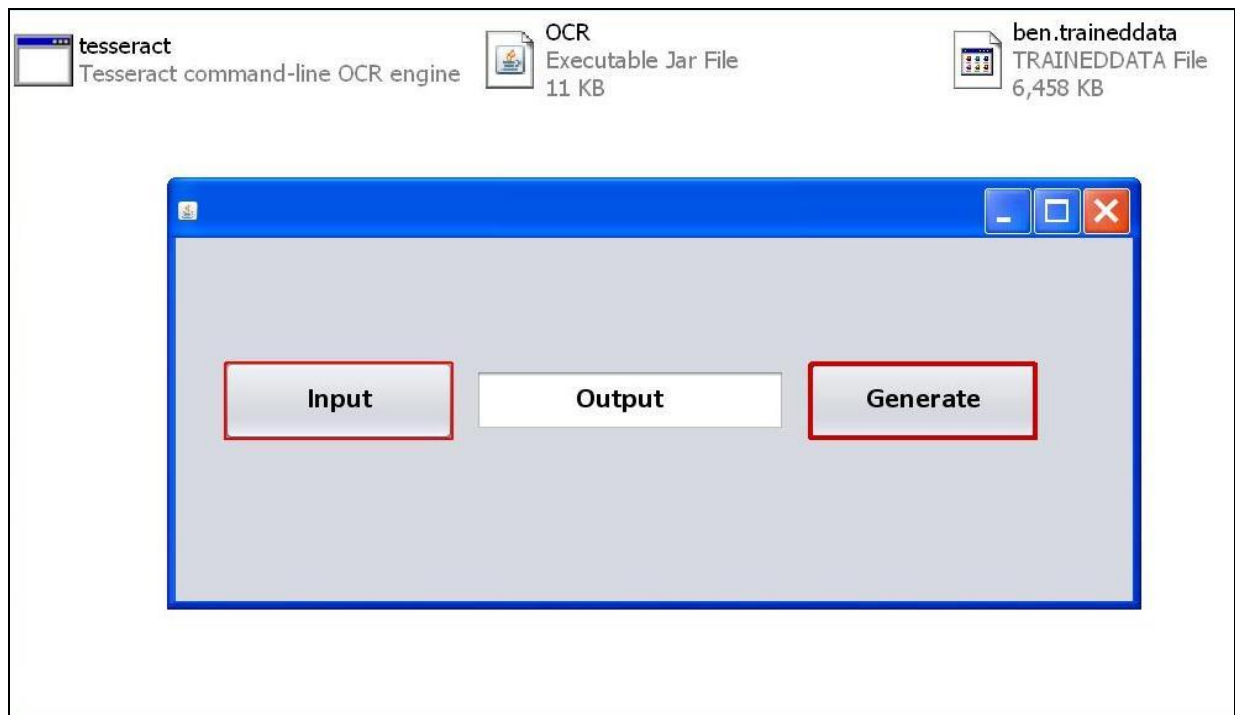 tesseract
Tesseract command-line OCR engine
OCR
Executable Jar File
11 KB
ben.traineddata
TRAINEDDATA File
6,458 KB
Input
Output
Generate